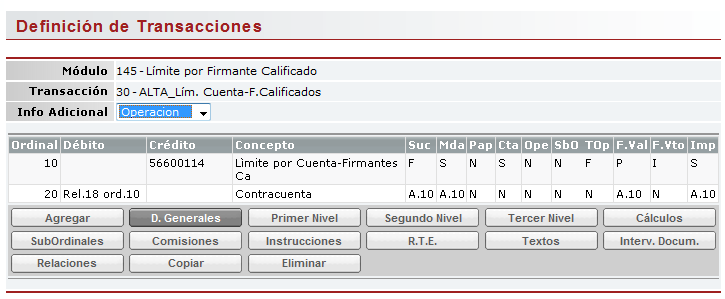 Definición de Transacciones
Módulo 145 - Límite por Firmante Calificado
Transacción 30 - ALTA_Lím. Cuenta-F.Calificados
Info Adicional Operacion
Ordinal Débito Crédito Concepto Suc Mda Pap Cta Ope SbO TOp F.Val F.Vto Imp
10 56600114 Limite por Cuenta-Firmantes Ca F S N S N N F P I S
20 Rel.18 ord.10 Contracuenta A.10 A.10 N N N N N A.10 N A.10
Agregar D. Generales Primer Nivel Segundo Nivel Tercer Nivel Cálculos
SubOrdinales Comisiones Instrucciones R.T.E. Textos Interv. Docum.
Relaciones Copiar Eliminar